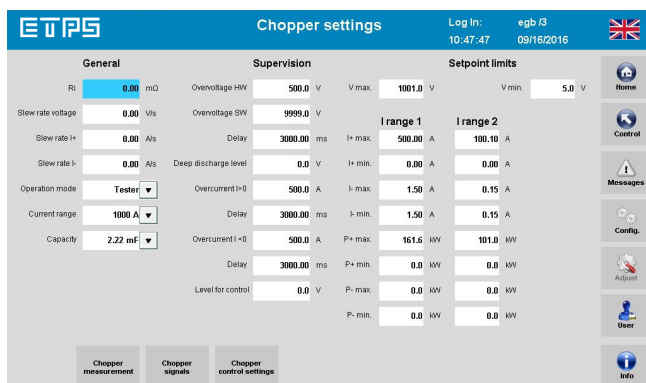 ETPS
Chopper settings
Log In: egb /3
10:47:47 09/16/2016
General Supervision Setpoint limits
Ri 0.00 mΩ Overvoltage HW 500.0 V V max. 1001.0 V V min. 5.0 V
Home
Slew rate voltage 0.00 V/s Overvoltage SW 9999.0 V
I range 1 I range 2
Slew rate I+ 0.00 A/s Delay 3000.00 ms I+ max. 500.00 A 100.10 A
Control
Slew rate I- 0.00 A/s Deep discharge level 0.0 V I+ min. 0.00 A 0.00 A
Messages
Operation mode Tester Overcurrent I>0 500.0 A I- max. 1.50 A 0.15 A
Current range 1000 A Delay 3000.00 ms I- min. 1.50 A 0.15 A
Config.
Capacity 2.22 mF Overcurrent I <0 500.0 A P+ max. 161.6 kW 101.0 kW
Delay 3000.00 ms P+ min. 0.0 kW 0.0 kW
Adjust
Level for control 0.0 V P- max. 0.0 kW 0.0 kW
P- min. 0.0 kW 0.0 kW
User
Chopper measurement
Chopper signals
Chopper control settings
Info